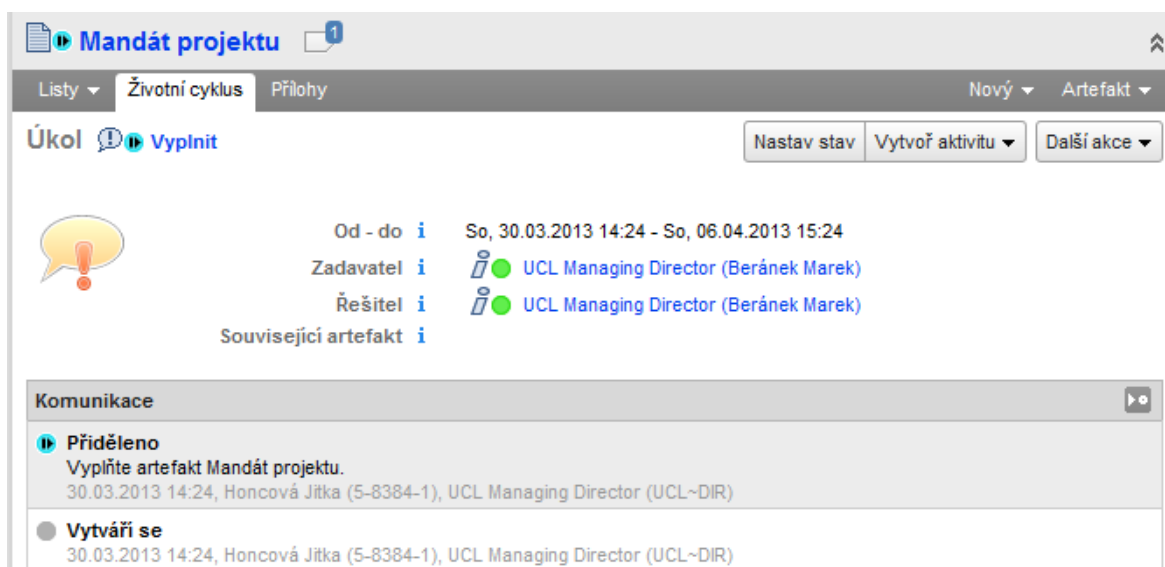 Mandát projektu 1
Listy Životní cyklus Přílohy Nový Artefakt
Úkol Vyplnit Nastav stav Vytvoř aktivitu Další akce
Od - do i So, 30.03.2013 14:24 - So, 06.04.2013 15:24
Zadavatel i UCL Managing Director (Beránek Marek)
Řešitel i UCL Managing Director (Beránek Marek)
Související artefakt i
Komunikace
Přiděleno
Vyplňte artefakt Mandát projektu.
30.03.2013 14:24, Honcová Jitka (5-8384-1), UCL Managing Director (UCL~DIR)
Vytváří se
30.03.2013 14:24, Honcová Jitka (5-8384-1), UCL Managing Director (UCL~DIR)